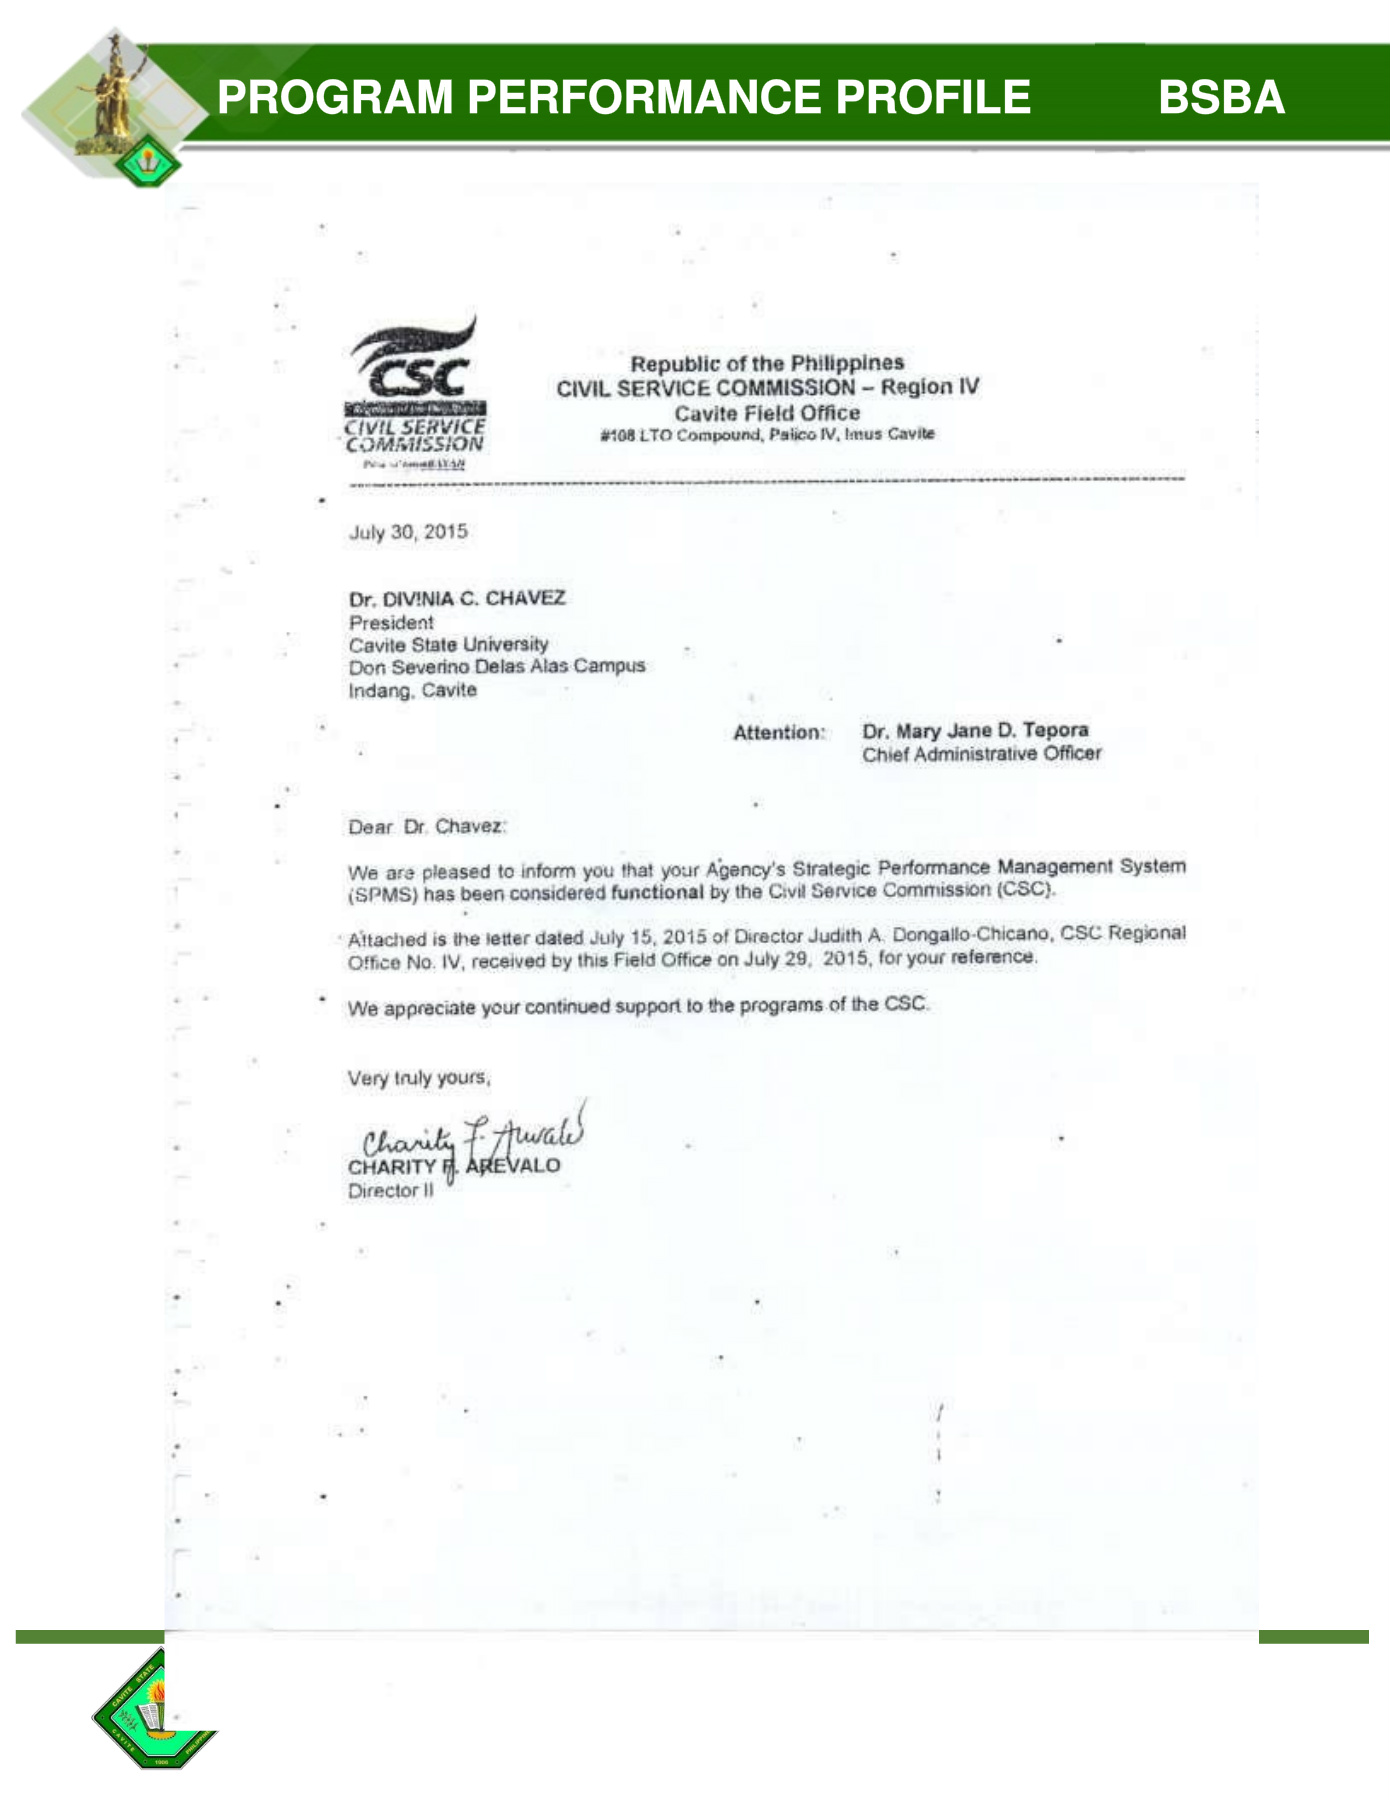 PROGRAM PERFORMANCE PROFILE BSBA
CSC
CIVIL SERVICE
COMMISSION
Republic of the Philippines
CIVIL SERVICE COMMISSION – Region IV
Cavite Field Office
#108 LTO Compound, Palico IV, Imus Cavite
July 30, 2015
Dr. DIVINIA C. CHAVEZ
President
Cavite State University
Don Severino Delas Alas Campus
Indang, Cavite
Attention: Dr. Mary Jane D. Tepora
Chief Administrative Officer
Dear Dr. Chavez:
We are pleased to inform you that your Agency's Strategic Performance Management System
(SPMS) has been considered functional by the Civil Service Commission (CSC).
Attached is the letter dated July 15, 2015 of Director Judith A. Dongallo-Chicano, CSC Regional
Office No. IV, received by this Field Office on July 29, 2015, for your reference.
We appreciate your continued support to the programs of the CSC.
Very truly yours,
Charity F. Arevalo
CHARITY F. AREVALO
Director II
CAVITE STATE
CAVITE
1906
PHILIPPINES